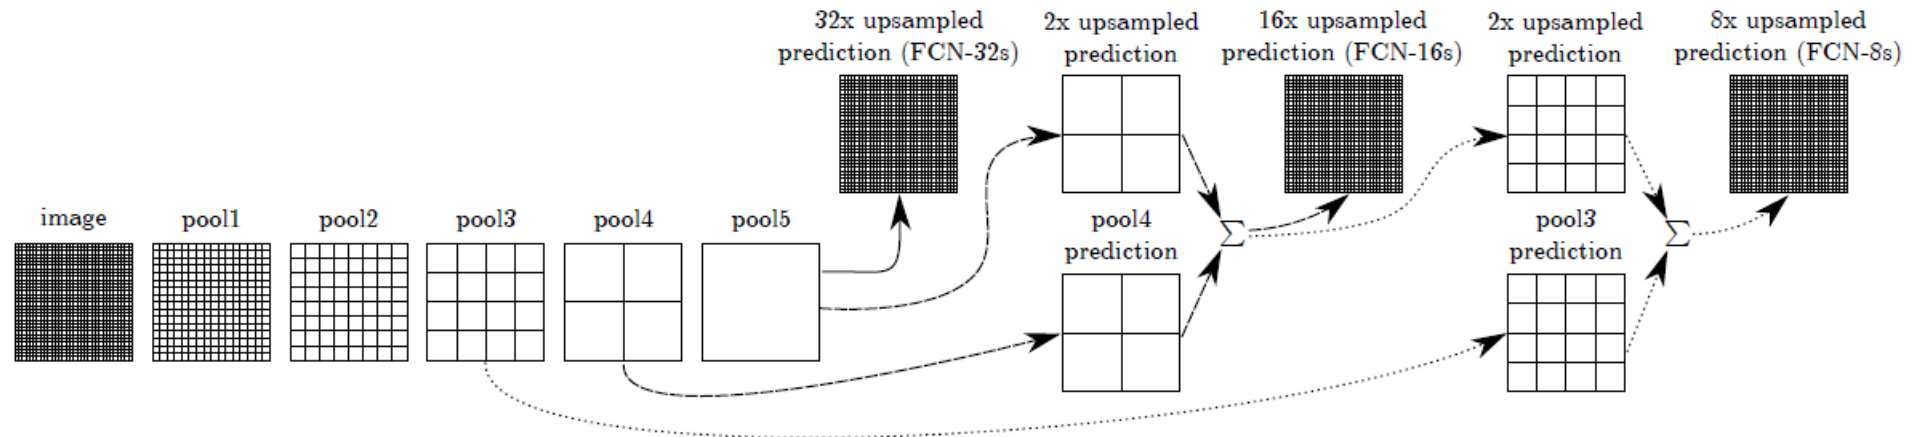 32x upsampled
prediction (FCN-32s)
2x upsampled
prediction
16x upsampled
prediction (FCN-16s)
2x upsampled
prediction
8x upsampled
prediction (FCN-8s)
image
pool1
pool2
pool3
pool4
pool5
pool4
prediction
∑
pool3
prediction
∑